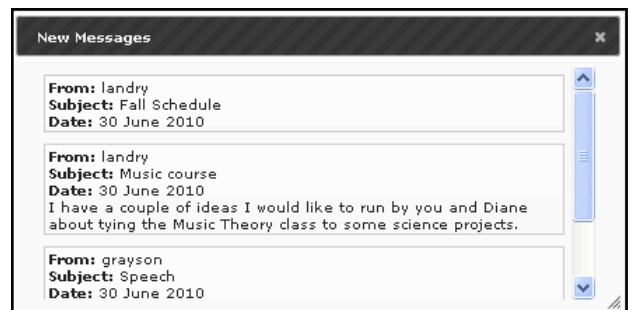 New Messages
From: landry
Subject: Fall Schedule
Date: 30 June 2010
From: landry
Subject: Music course
Date: 30 June 2010
I have a couple of ideas I would like to run by you and Diane
about tying the Music Theory class to some science projects.
From: grayson
Subject: Speech
Date: 30 June 2010